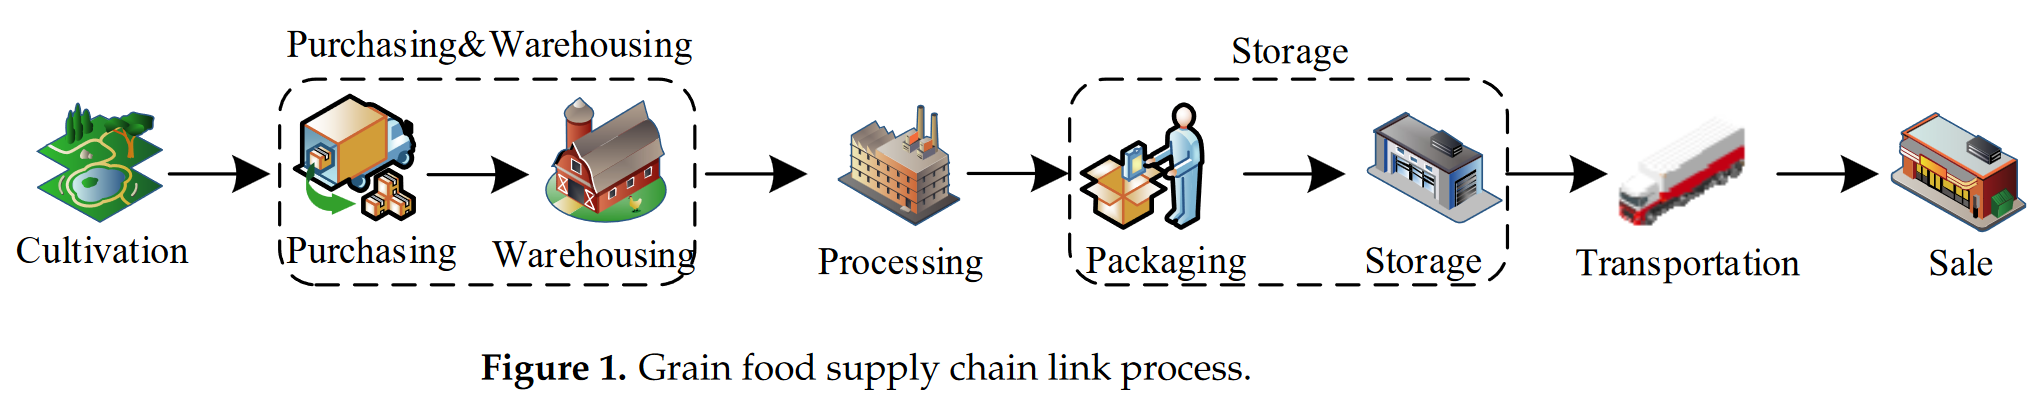 Purchasing&Warehousing
Storage
Cultivation
Purchasing
Warehousing
Processing
Packaging
Storage
Transportation
Sale
Figure 1. Grain food supply chain link process.